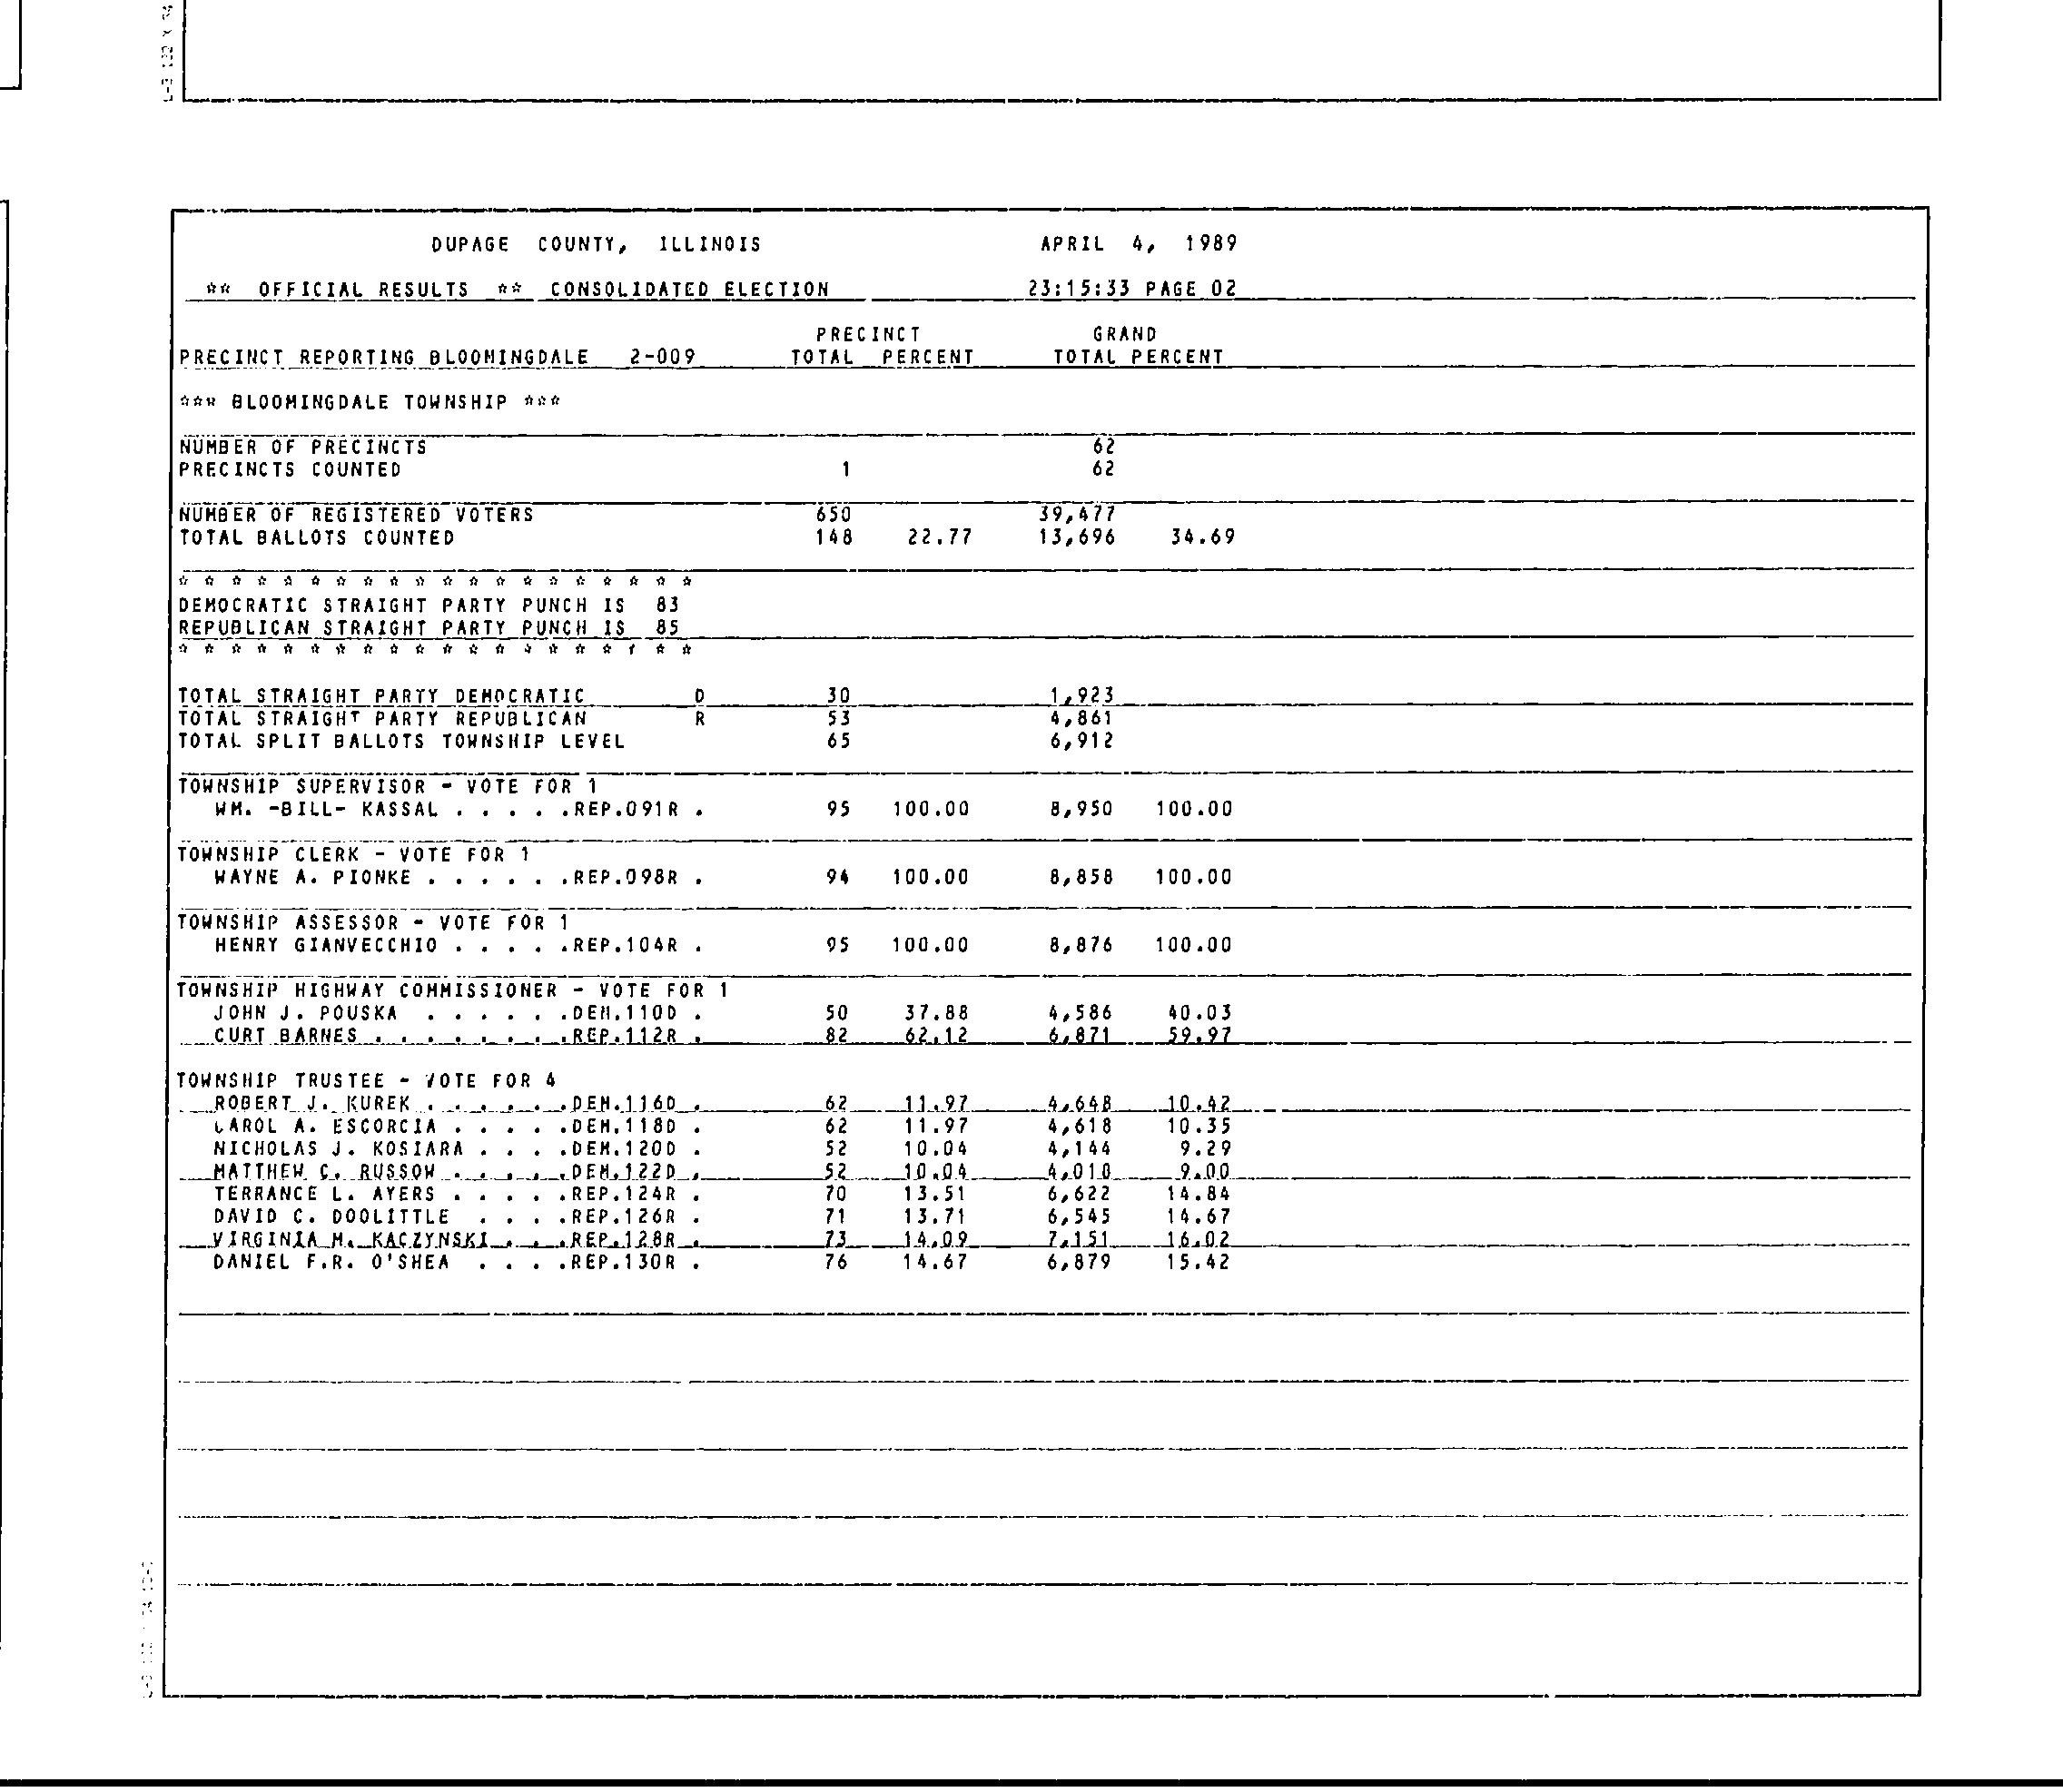 DUPAGE COUNTY, ILLINOIS APRIL 4, 1989
** OFFICIAL RESULTS ** CONSOLIDATED ELECTION 23:15:33 PAGE 02
PRECINCT GRAND
PRECINCT REPORTING BLOOMINGDALE 2-009 TOTAL PERCENT TOTAL PERCENT
*** BLOOMINGDALE TOWNSHIP ***
NUMBER OF PRECINCTS 62
PRECINCTS COUNTED 1 62
NUMBER OF REGISTERED VOTERS 650 39,477
TOTAL BALLOTS COUNTED 148 22.77 13,696 34.69
* * * * * * * * * * * * * * * * * * * *
DEMOCRATIC STRAIGHT PARTY PUNCH IS 83
REPUBLICAN STRAIGHT PARTY PUNCH IS 85
* * * * * * * * * * * * * * * * * * * *
TOTAL STRAIGHT PARTY DEMOCRATIC D 30 1,923
TOTAL STRAIGHT PARTY REPUBLICAN R 53 4,861
TOTAL SPLIT BALLOTS TOWNSHIP LEVEL 65 6,912
TOWNSHIP SUPERVISOR - VOTE FOR 1
WM. -BILL- KASSAL . . . . .REP.091R . 95 100.00 8,950 100.00
TOWNSHIP CLERK - VOTE FOR 1
WAYNE A. PIONKE . . . . . .REP.098R . 94 100.00 8,858 100.00
TOWNSHIP ASSESSOR - VOTE FOR 1
HENRY GIANVECCHIO . . . . .REP.104R . 95 100.00 8,876 100.00
TOWNSHIP HIGHWAY COMMISSIONER - VOTE FOR 1
JOHN J. POUSKA . . . . . .DEM.110D . 50 37.88 4,586 40.03
CURT BARNES . . . . . . . .REP.112R . 82 62.12 6,871 59.97
TOWNSHIP TRUSTEE - VOTE FOR 4
ROBERT J. KUREK . . . . . .DEM.116D . 62 11.97 4,648 10.42
CAROL A. ESCORCIA . . . . .DEM.118D . 62 11.97 4,618 10.35
NICHOLAS J. KOSIARA . . . .DEM.120D . 52 10.04 4,144 9.29
MATTHEW C. RUSSOW . . . . .DEM.122D . 52 10.04 4,010 9.00
TERRANCE L. AYERS . . . . .REP.124R . 70 13.51 6,622 14.84
DAVID C. DOOLITTLE . . . .REP.126R . 71 13.71 6,545 14.67
VIRGINIA M. KACZYNSKI . . .REP.128R . 73 14.09 7,151 16.02
DANIEL F.R. O'SHEA . . . .REP.130R . 76 14.67 6,879 15.42